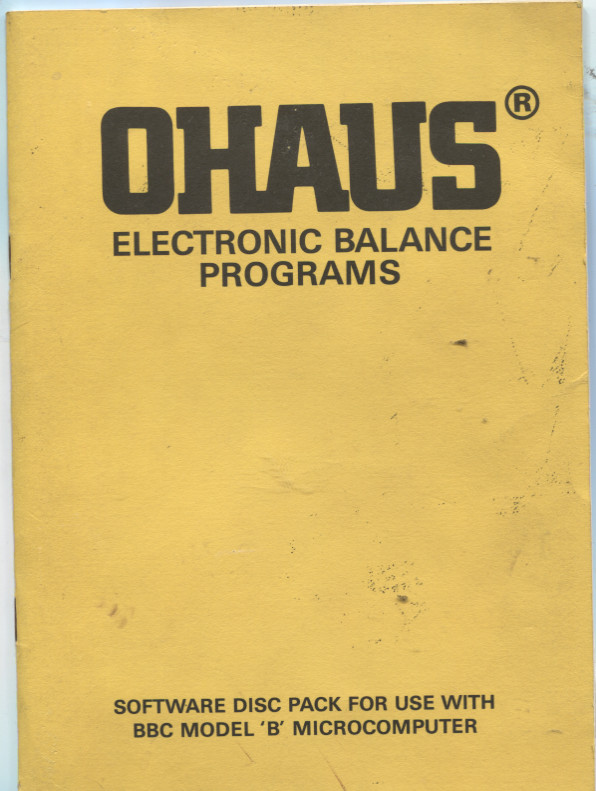 OHAUS®
ELECTRONIC BALANCE
PROGRAMS
SOFTWARE DISC PACK FOR USE WITH
BBC MODEL ‘B’ MICROCOMPUTER